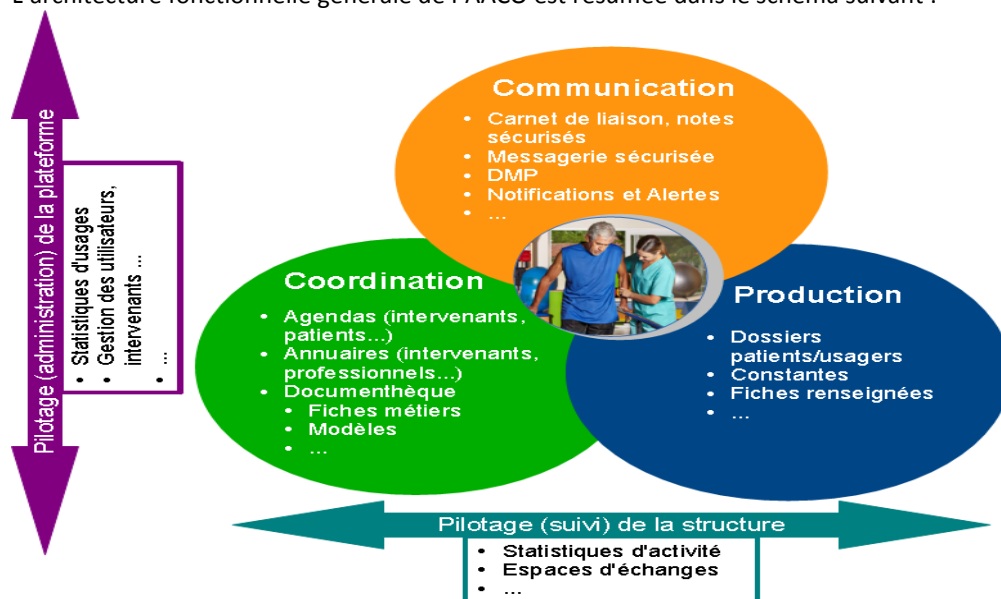 L'architecture fonctionnelle générale de l'AACO est résumée dans le schéma suivant :
Communication
• Carnet de liaison, notes
sécurisés
• Messagerie sécurisée
• DMP
• Notifications et Alertes
• ...
Coordination
• Agendas (intervenants,
patients...)
• Annuaires (intervenants,
professionnels...)
• Documenthèque
• Fiches métiers
• Modèles
• ...
Production
• Dossiers
patients/usagers
• Constantes
• Fiches renseignées
• ...
Pilotage (administration) de la plateforme
• Statistiques d'usages
• Gestion des utilisateurs,
intervenants ...
• ...
Pilotage (suivi) de la structure
• Statistiques d'activité
• Espaces d'échanges
• ...